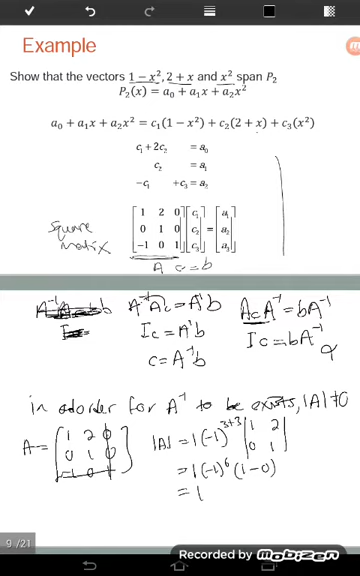 Example
Show that the vectors 1 − x², 2 + x and x² span P₂
P₂(x) = a₀ + a₁x + a₂x²
a₀ + a₁x + a₂x² = c₁(1 − x²) + c₂(2 + x) + c₃(x²)
c₁ + 2c₂ = a₀
c₂ = a₁
−c₁ + c₃ = a₂
square matrix
[1 2 0; 0 1 0; −1 0 1] [c₁; c₂; c₃] = [a₁; a₂; a₃]
A c = b
A⁻¹Ac = A⁻¹b
AcA⁻¹ = bA⁻¹
Ic = A⁻¹b
Ic = bA⁻¹
c = A⁻¹b
in odorder for A⁻¹ to be exists, |A| ≠ 0
A = [1 2 0; 0 1 0; −1 0 1]
|A| = 1(−1)³⁺³ |1 2; 0 1|
= 1(−1)⁶ (1−0)
= 1
9 /21
Recorded by
Mobizen